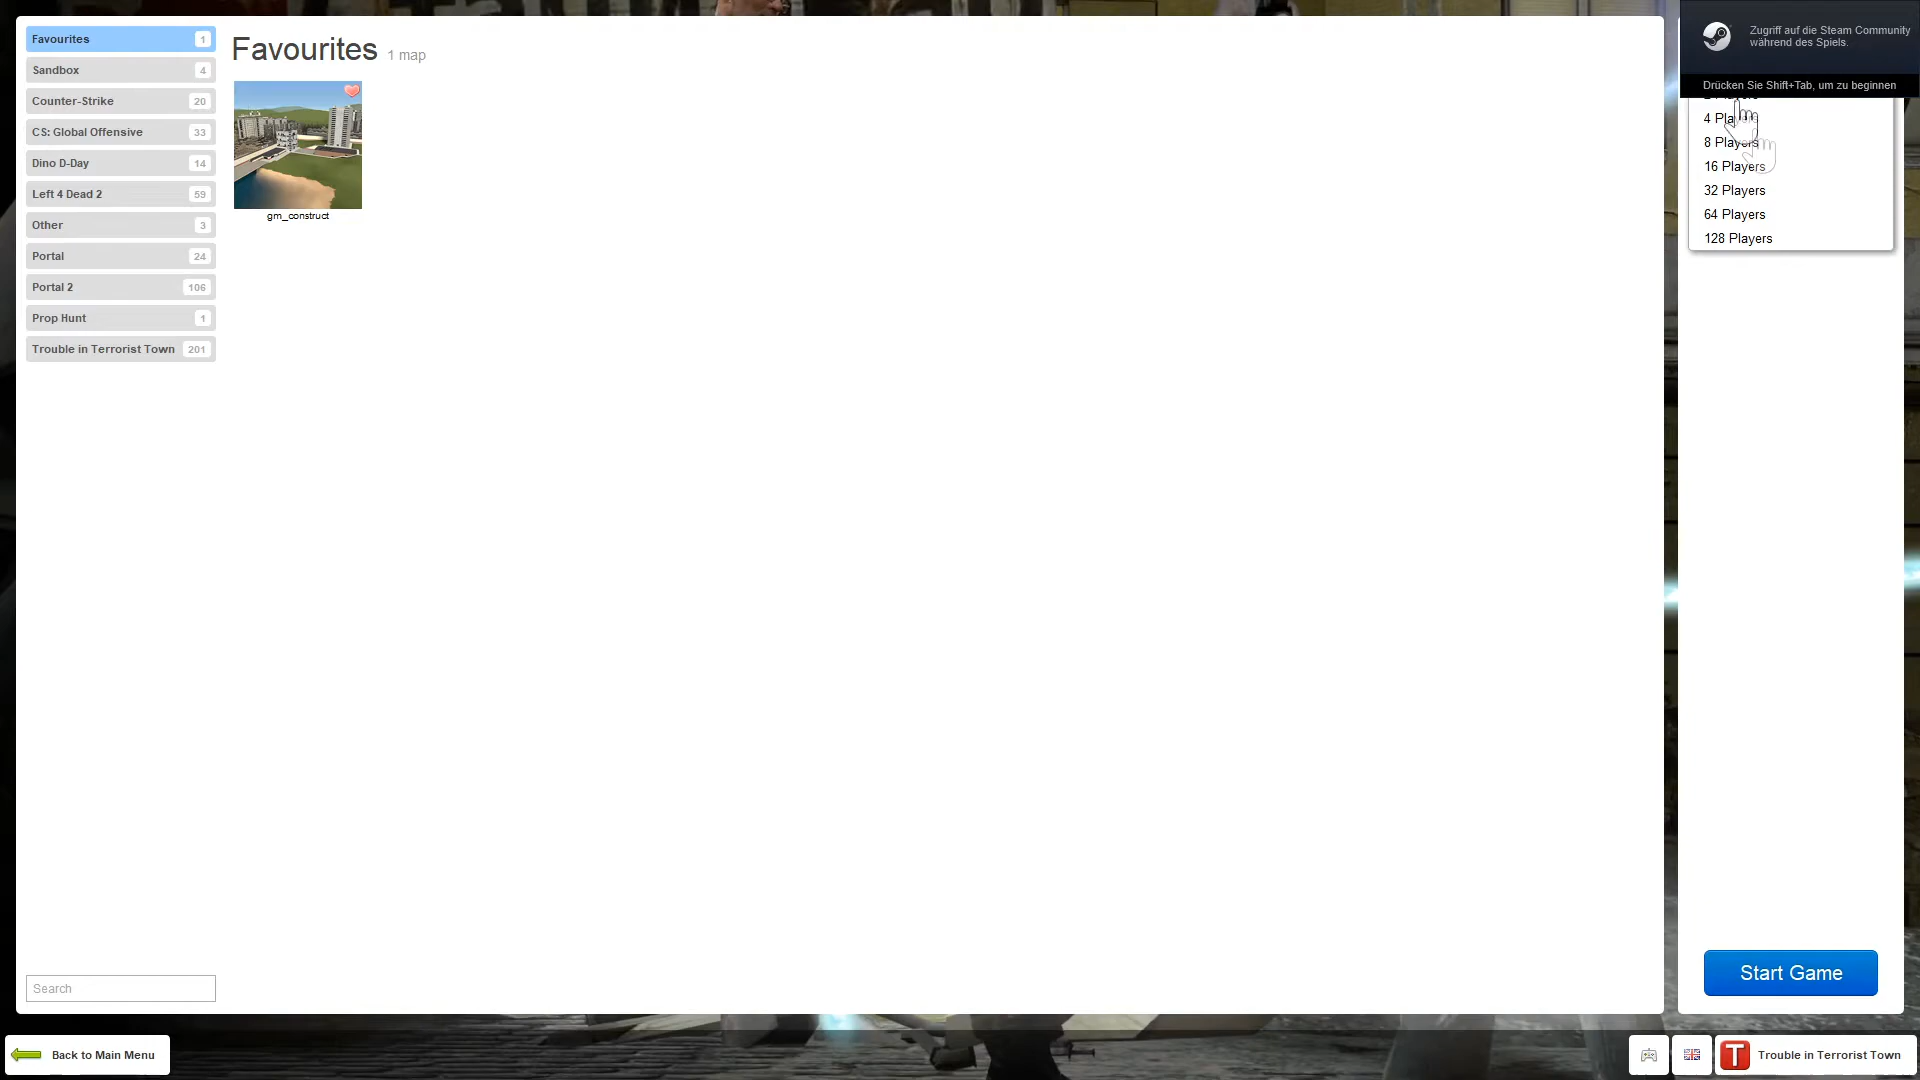 Favourites 1
Sandbox 4
Counter-Strike 20
CS: Global Offensive 33
Dino D-Day 14
Left 4 Dead 2 59
Other 3
Portal 24
Portal 2 106
Prop Hunt 1
Trouble in Terrorist Town 201
Search
Favourites 1 map
gm_construct
Zugriff auf die Steam Community
während des Spiels.
Drücken Sie Shift+Tab, um zu beginnen
4 Players
8 Players
16 Players
32 Players
64 Players
128 Players
Start Game
Back to Main Menu
T Trouble in Terrorist Town